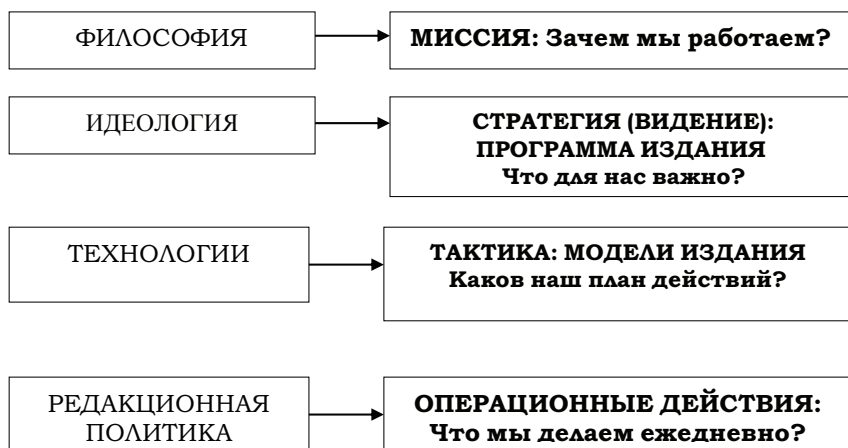 ФИЛОСОФИЯ
МИССИЯ: Зачем мы работаем?
ИДЕОЛОГИЯ
СТРАТЕГИЯ (ВИДЕНИЕ):
ПРОГРАММА ИЗДАНИЯ
Что для нас важно?
ТЕХНОЛОГИИ
ТАКТИКА: МОДЕЛИ ИЗДАНИЯ
Каков наш план действий?
РЕДАКЦИОННАЯ
ПОЛИТИКА
ОПЕРАЦИОННЫЕ ДЕЙСТВИЯ:
Что мы делаем ежедневно?